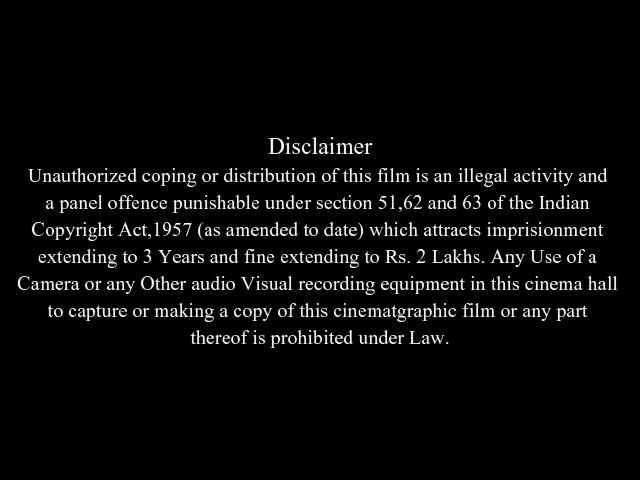 Disclaimer
Unauthorized coping or distribution of this film is an illegal activity and
a panel offence punishable under section 51,62 and 63 of the Indian
Copyright Act,1957 (as amended to date) which attracts imprisionment
extending to 3 Years and fine extending to Rs. 2 Lakhs. Any Use of a
Camera or any Other audio Visual recording equipment in this cinema hall
to capture or making a copy of this cinematgraphic film or any part
thereof is prohibited under Law.